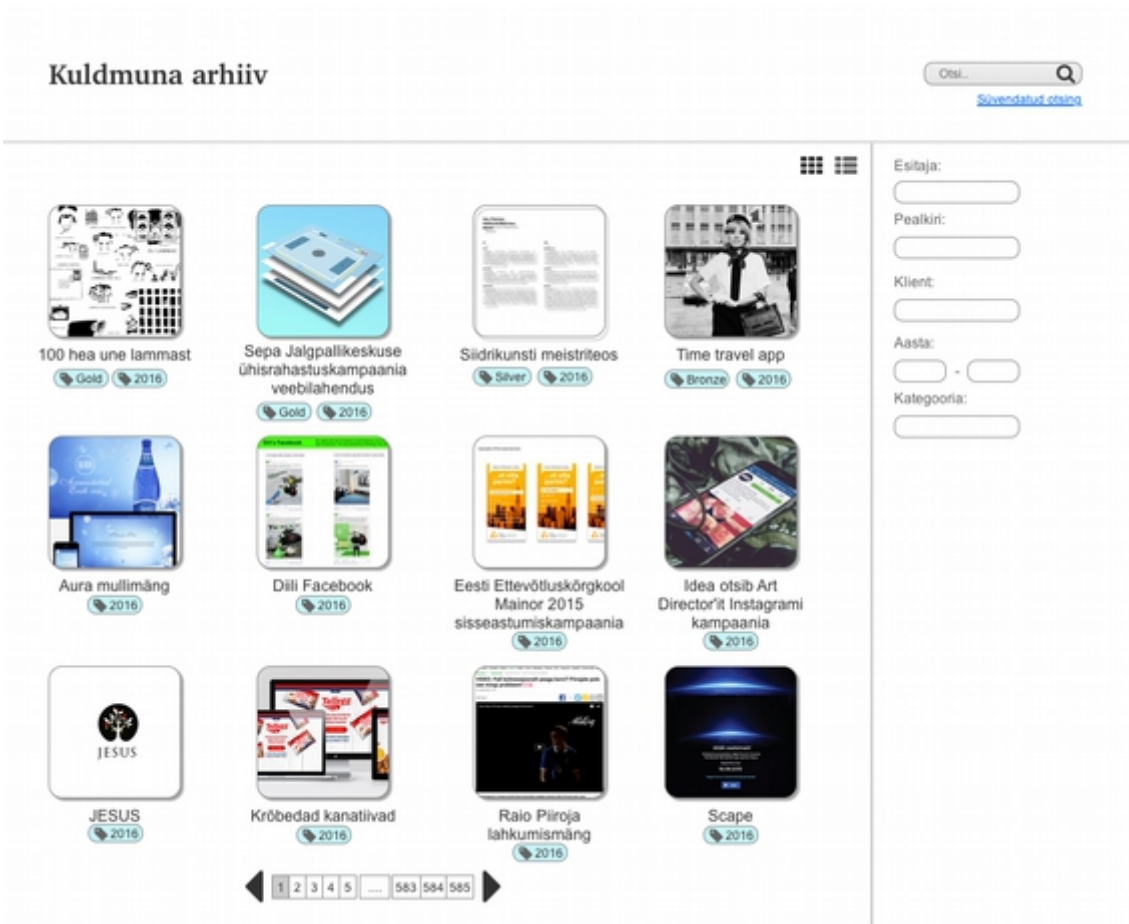 Kuldmuna arhiiv
Otsi..
Süvendatud otsing
Esitaja:
Pealkiri:
Klient:
Aasta:
-
Kategooria:
100 hea une lammast
Gold 2016
Sepa Jalgpallikeskuse
ühisrahastuskampaania
veebilahendus
Gold 2016
Siidrikunsti meistriteos
Silver 2016
Time travel app
Bronze 2016
Diili Facebook
Aura mullimäng
2016
Diili Facebook
2016
Eesti Ettevõtluskõrgkool
Mainor 2015
sisseastumiskampaania
2016
Idea otsib Art
Director'it Instagrami
kampaania
2016
JESUS
JESUS
2016
Krõbedad kanatiivad
2016
Raio Piiroja
lahkumismäng
2016
Scape
2016
1 2 3 4 5 .... 583 584 585